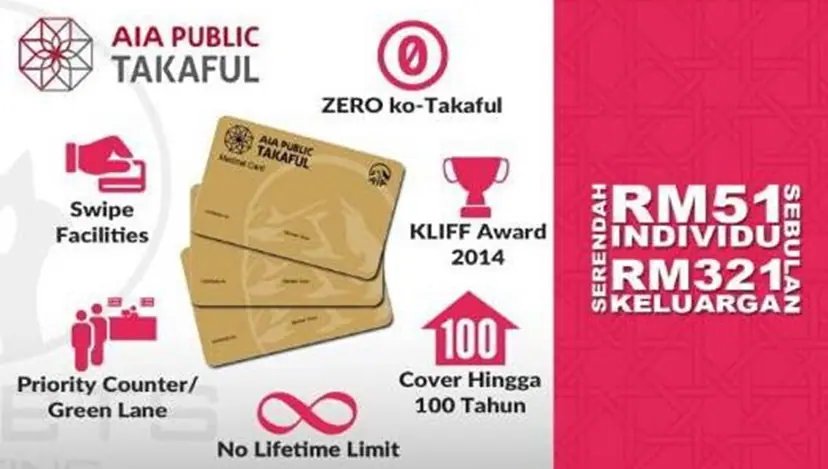 AIA PUBLIC
TAKAFUL
0
ZERO ko-Takaful
Swipe
Facilities
AIA PUBLIC
TAKAFUL
Medical Card
KLIFF Award
2014
Priority Counter/
Green Lane
100
Cover Hingga
100 Tahun
No Lifetime Limit
SERENDAH
RM51
INDIVIDU
RM321
KELUARGAN
SEBULAN